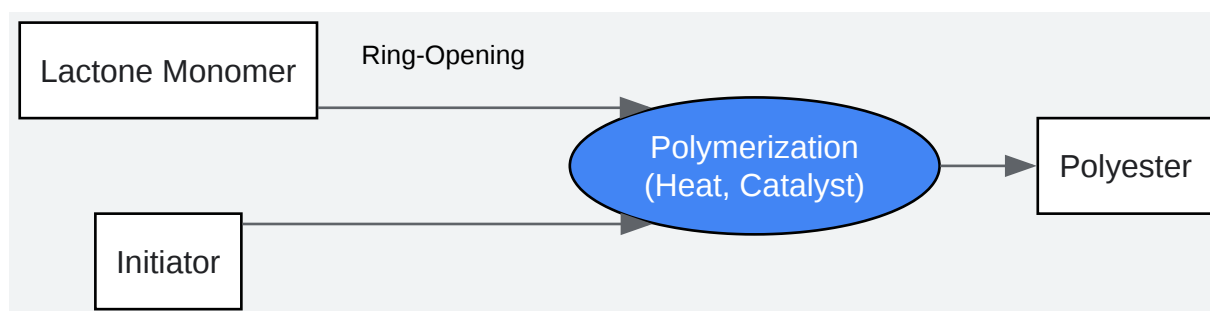 Lactone Monomer
Ring-Opening
Polymerization
(Heat, Catalyst)
Polyester
Initiator